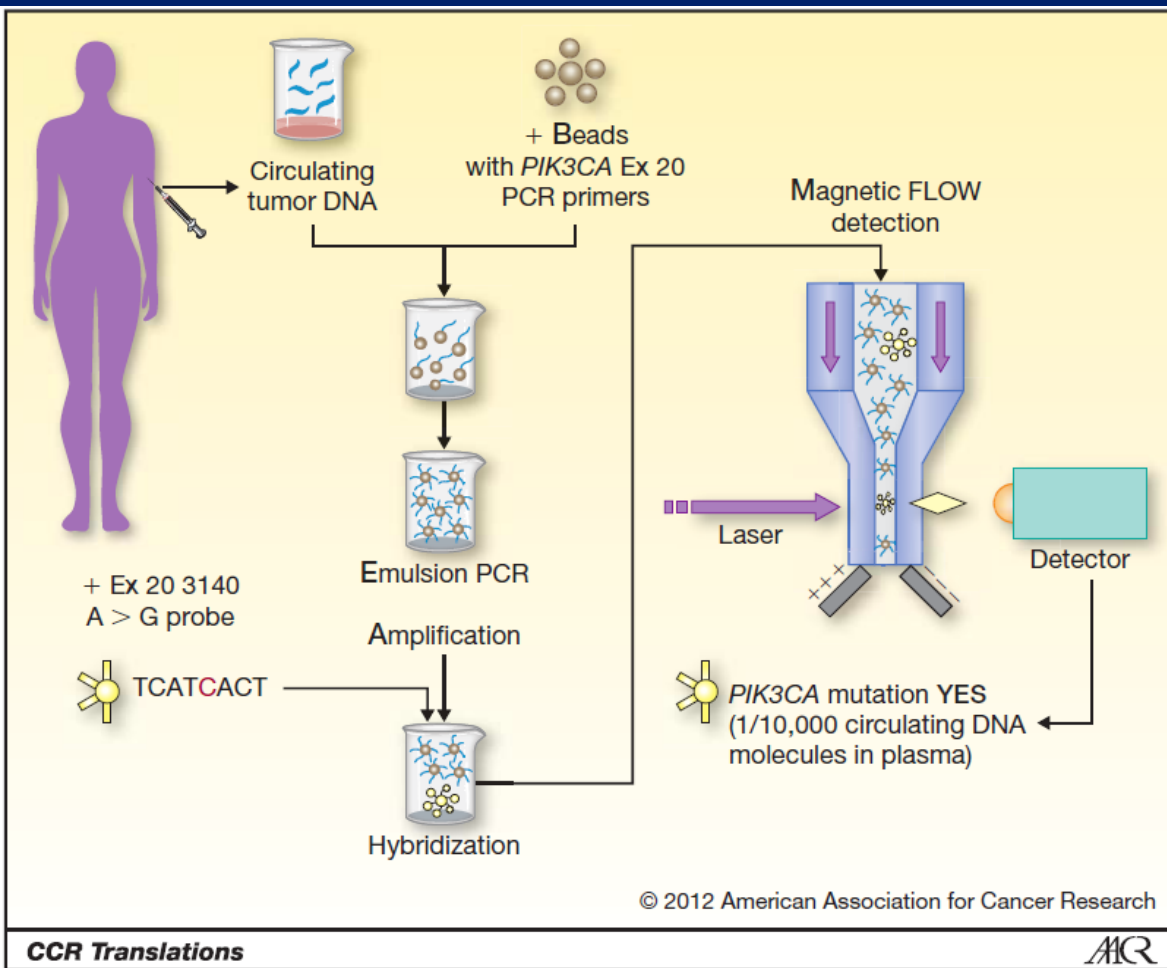 Circulating
tumor DNA
+ Beads
with PIK3CA Ex 20
PCR primers
Magnetic FLOW
detection
Emulsion PCR
Laser
Detector
+ Ex 20 3140
A > G probe
Amplification
TCATCACT
+++
– – – –
PIK3CA mutation YES
(1/10,000 circulating DNA
molecules in plasma)
Hybridization
© 2012 American Association for Cancer Research
CCR Translations
AACR